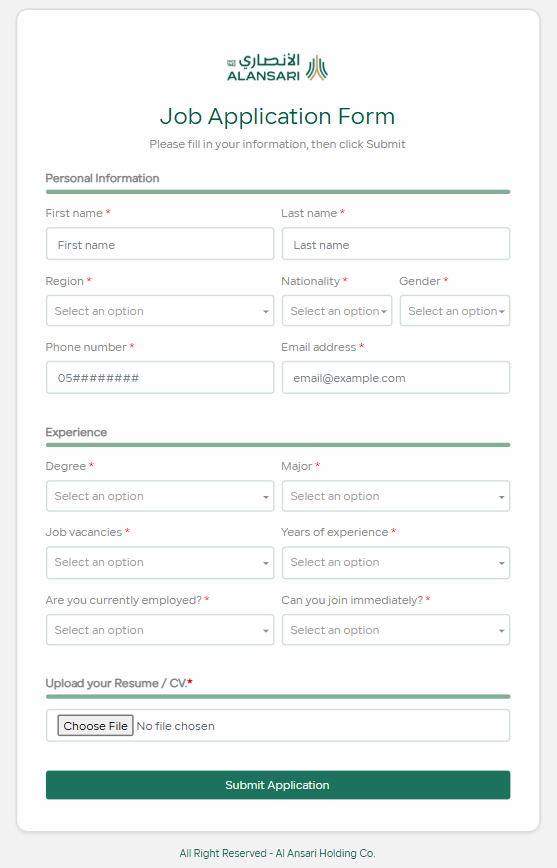 الأنصاري
ALANSARI
Job Application Form
Please fill in your information, then click Submit
Personal Information
First name * Last name *
First name Last name
Region * Nationality * Gender *
Select an option Select an option Select an option
Phone number * Email address *
05######## email@example.com
Experience
Degree * Major *
Select an option Select an option
Job vacancies * Years of experience *
Select an option Select an option
Are you currently employed? * Can you join immediately? *
Select an option Select an option
Upload your Resume / CV.*
Choose File No file chosen
Submit Application
All Right Reserved - Al Ansari Holding Co.